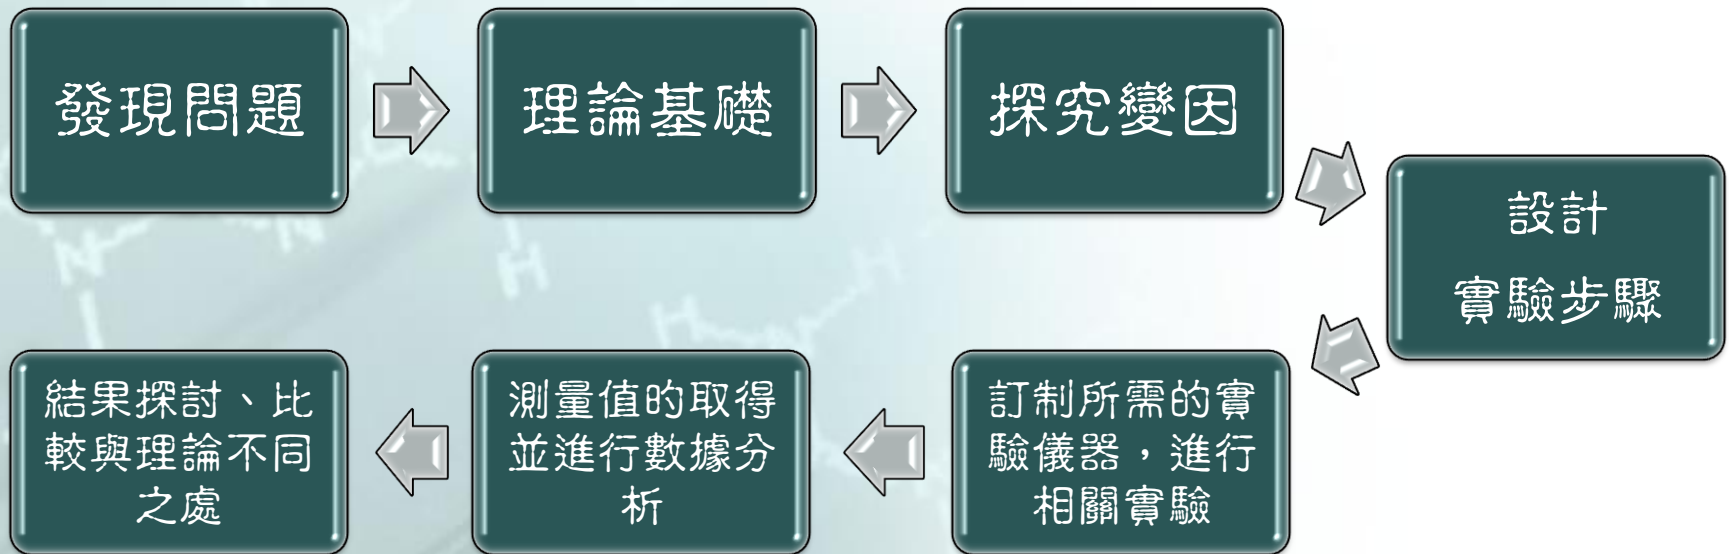 發現問題
理論基礎
探究變因
設計
實驗步驟
訂制所需的實
驗儀器，進行
相關實驗
測量值的取得
並進行數據分
析
結果探討、比
較與理論不同
之處
N
N
H
H